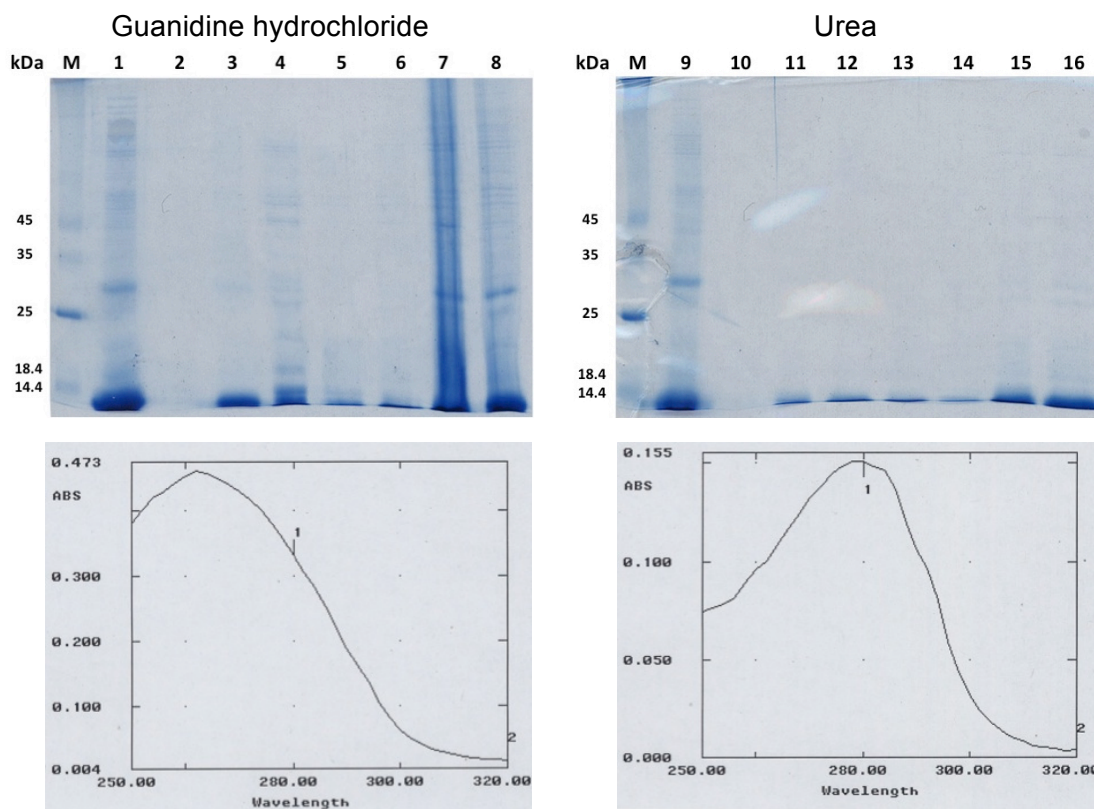 Guanidine hydrochloride
Urea
kDa M 1 2 3 4 5 6 7 8
kDa M 9 10 11 12 13 14 15 16
45
35
25
18.4
14.4
45
35
25
18.4
14.4
0.473
ABS
0.300
0.200
0.100
0.004
1
2
250.00 280.00 300.00 320.00
Wavelength
0.155
ABS
0.100
0.050
0.000
1
2
250.00 280.00 300.00 320.00
Wavelength